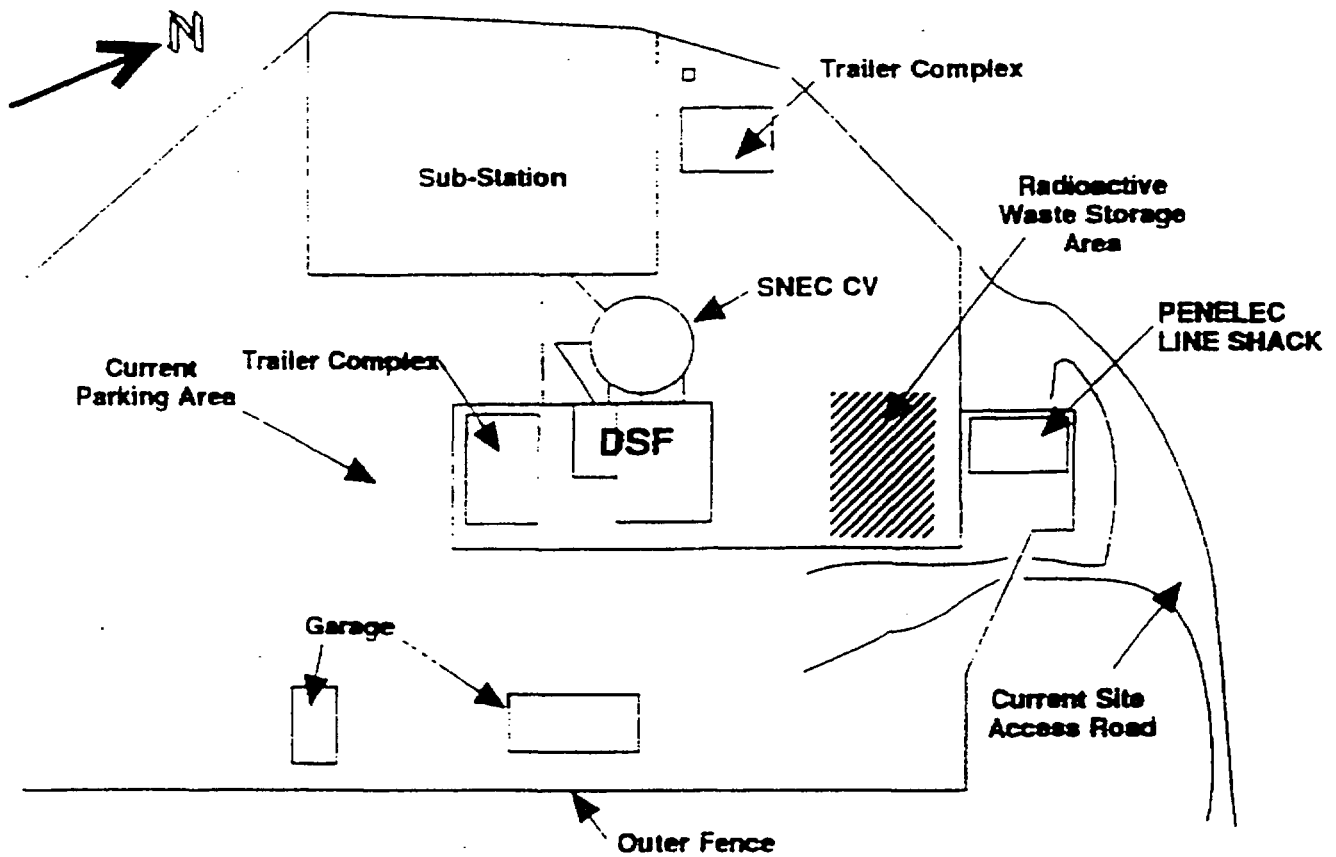 N
Trailer Complex
Sub-Station
Radioactive
Waste Storage
Area
SNEC CV
PENELEC
LINE SHACK
Current
Parking Area
Trailer Complex
DSF
Garage
Current Site
Access Road
Outer Fence